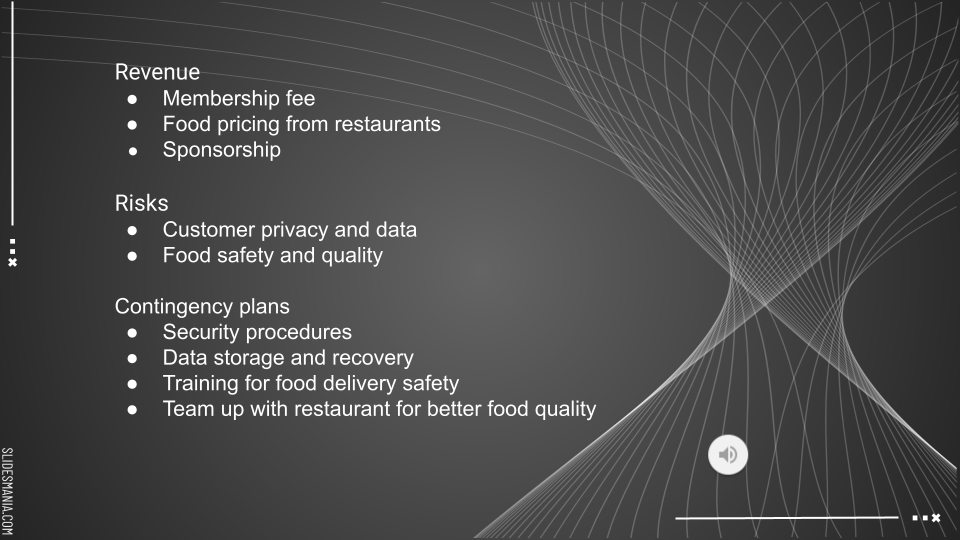 Revenue
● Membership fee
● Food pricing from restaurants
● Sponsorship
Risks
● Customer privacy and data
● Food safety and quality
Contingency plans
● Security procedures
● Data storage and recovery
● Training for food delivery safety
● Team up with restaurant for better food quality
SLIDESMANIA.COM